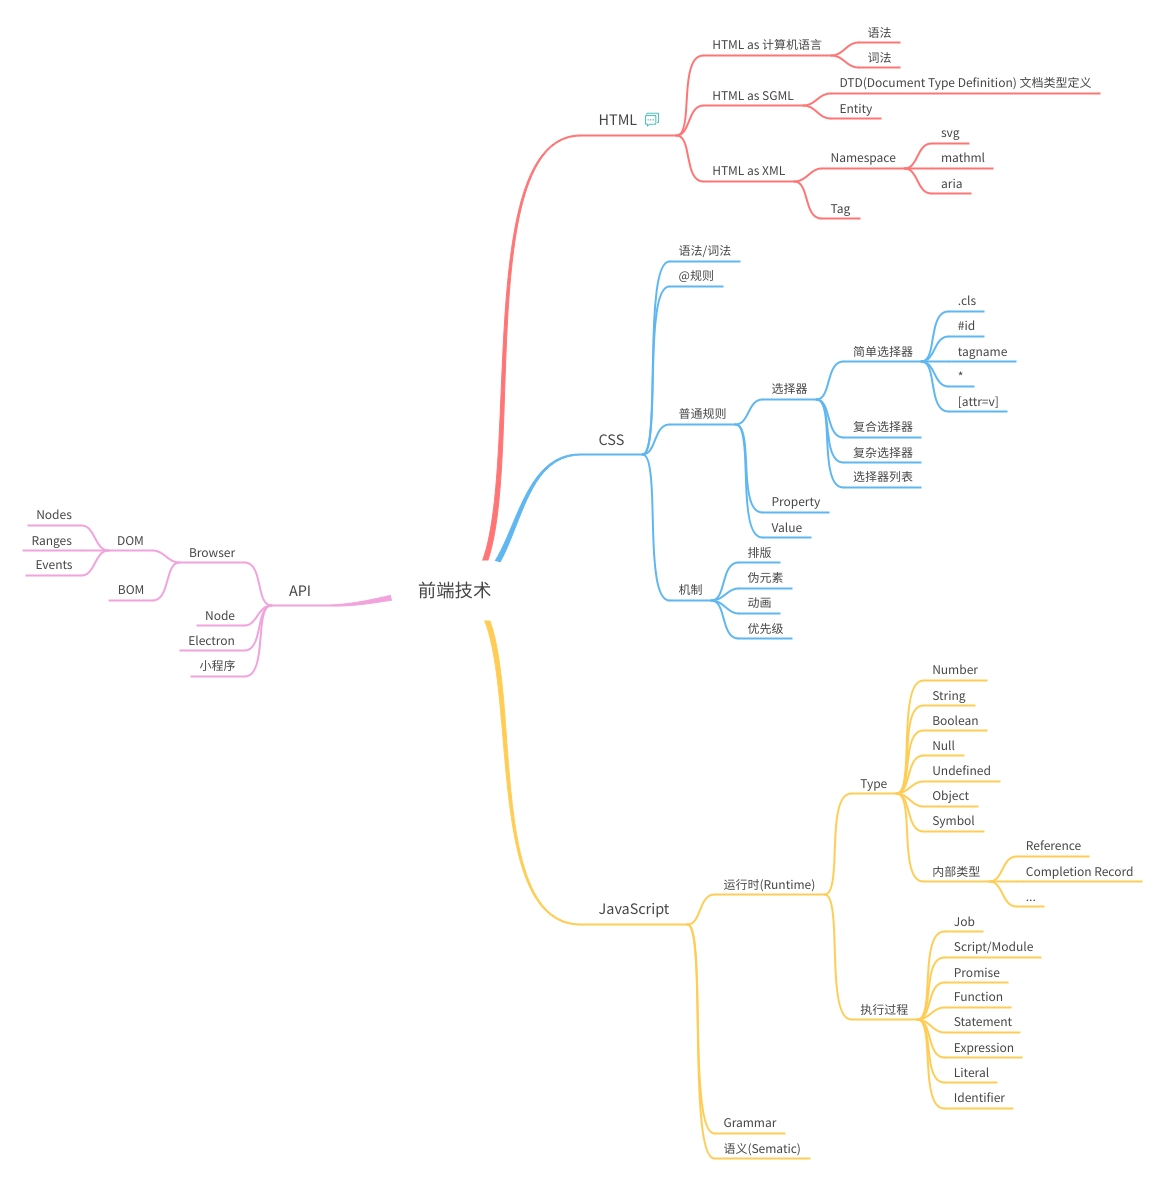 前端技术
HTML
HTML as 计算机语言
语法
词法
HTML as SGML
DTD(Document Type Definition) 文档类型定义
Entity
HTML as XML
Namespace
svg
mathml
aria
Tag
CSS
语法/词法
@规则
普通规则
选择器
简单选择器
.cls
#id
tagname
*
[attr=v]
复合选择器
复杂选择器
选择器列表
Property
Value
机制
排版
伪元素
动画
优先级
JavaScript
运行时(Runtime)
Type
Number
String
Boolean
Null
Undefined
Object
Symbol
内部类型
Reference
Completion Record
...
执行过程
Job
Script/Module
Promise
Function
Statement
Expression
Literal
Identifier
Grammar
语义(Sematic)
API
Browser
DOM
Nodes
Ranges
Events
BOM
Node
Electron
小程序